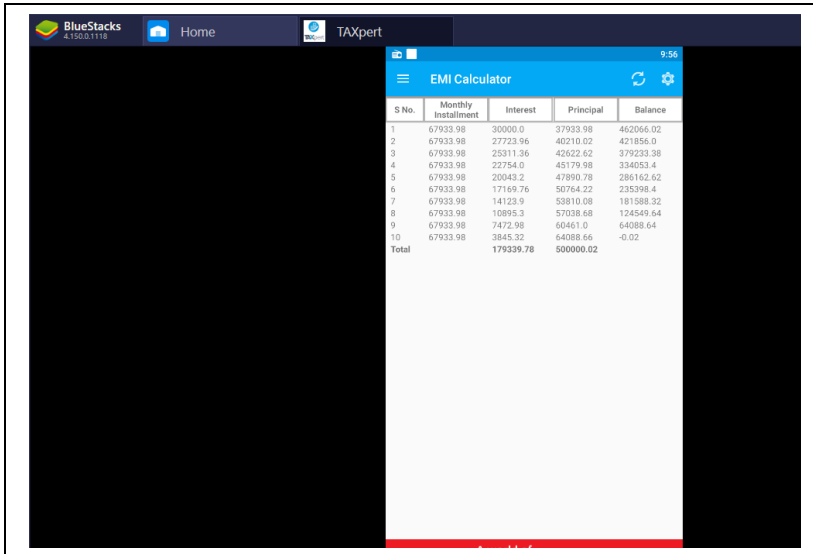 BlueStacks
4.150.0.1118
Home
TAXpert
9:56
EMI Calculator
S No. Monthly Installment Interest Principal Balance
1 67933.98 30000.0 37933.98 462066.02
2 67933.98 27723.96 40210.02 421856.0
3 67933.98 25311.36 42622.62 379233.38
4 67933.98 22754.0 45179.98 334053.4
5 67933.98 20043.2 47890.78 286162.62
6 67933.98 17169.76 50764.22 235398.4
7 67933.98 14123.9 53810.08 181588.32
8 67933.98 10895.3 57038.68 124549.64
9 67933.98 7472.98 60461.0 64088.64
10 67933.98 3845.32 64088.66 -0.02
Total 179339.78 500000.02